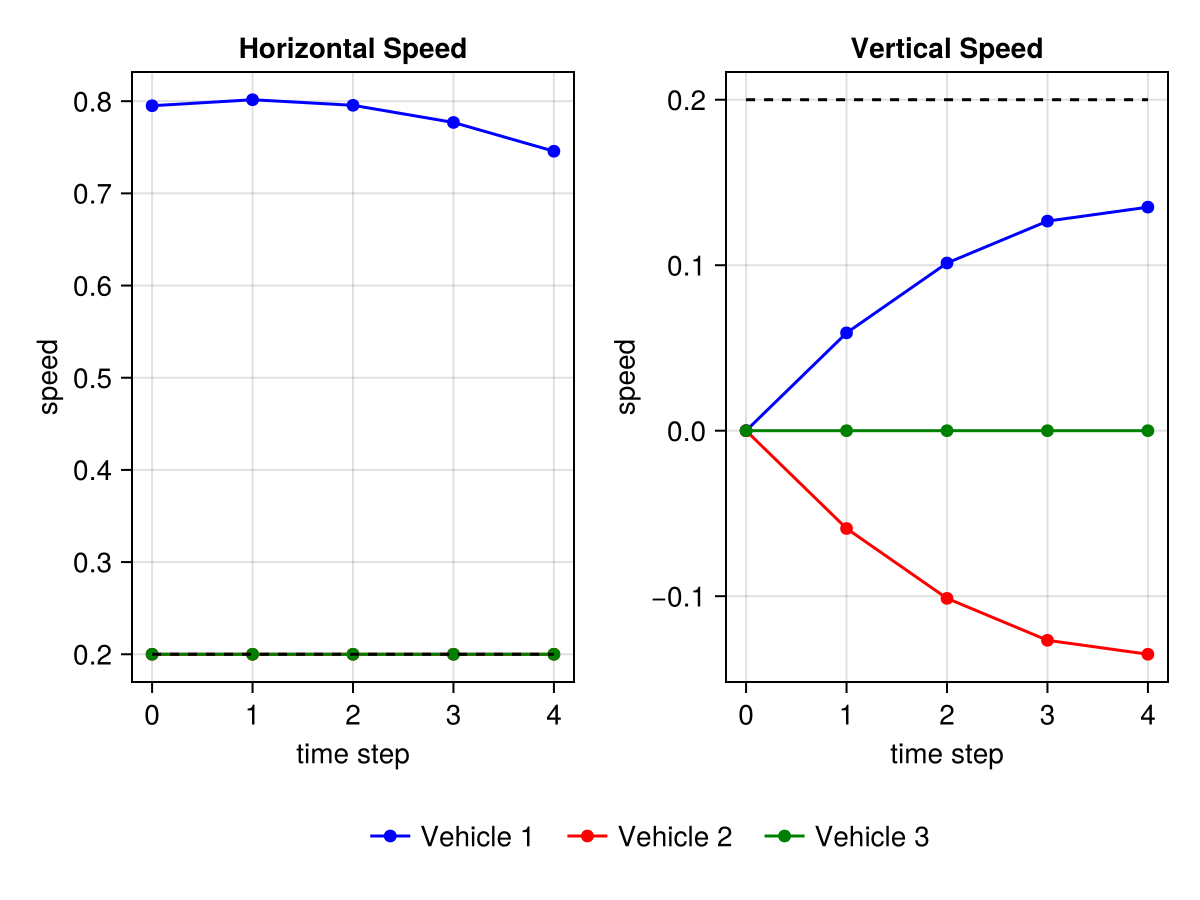 Horizontal Speed
0.8
0.7
0.6
0.5
0.4
0.3
0.2
speed
0 1 2 3 4
time step
Vertical Speed
0.2
0.1
0.0
−0.1
speed
0 1 2 3 4
time step
Vehicle 1 Vehicle 2 Vehicle 3